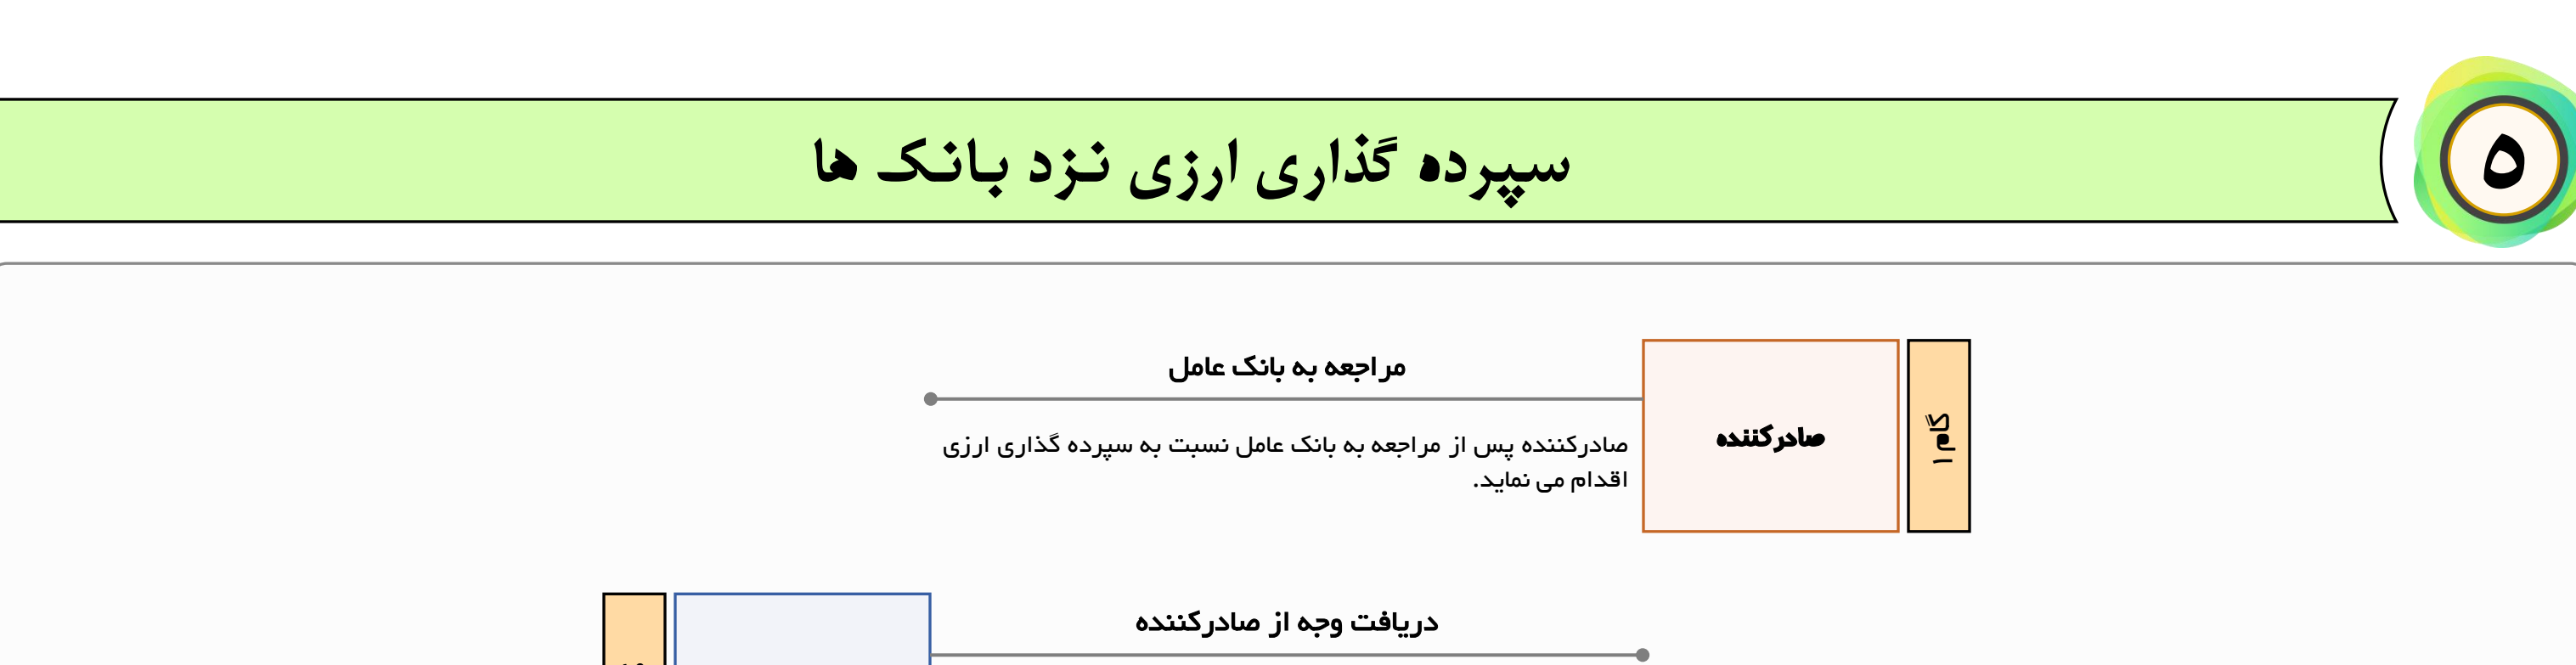 ۵
سپرده گذاری ارزی نزد بانک ها
گام ۱
صادرکننده
مراجعه به بانک عامل
صادرکننده پس از مراجعه به بانک عامل نسبت به سپرده گذاری ارزی
اقدام می نماید.
دریافت وجه از صادرکننده